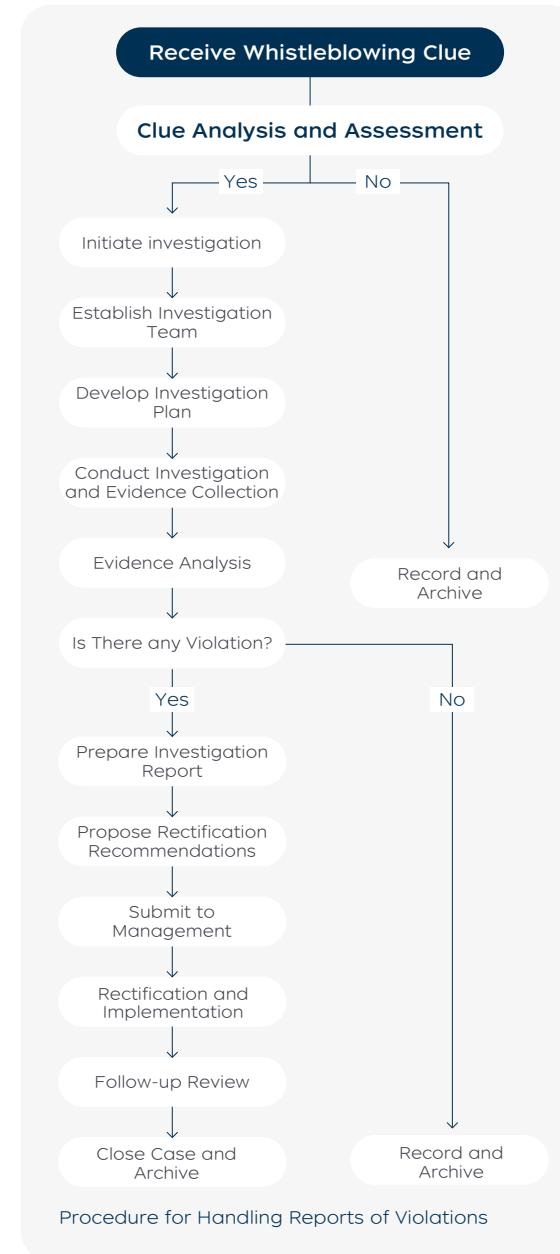 Receive Whistleblowing Clue
Clue Analysis and Assessment
Yes
No
Initiate investigation
Establish Investigation
Team
Develop Investigation
Plan
Conduct Investigation
and Evidence Collection
Evidence Analysis
Record and
Archive
Is There any Violation?
Yes
No
Prepare Investigation
Report
Propose Rectification
Recommendations
Submit to
Management
Rectification and
Implementation
Follow-up Review
Close Case and
Archive
Record and
Archive
Procedure for Handling Reports of Violations